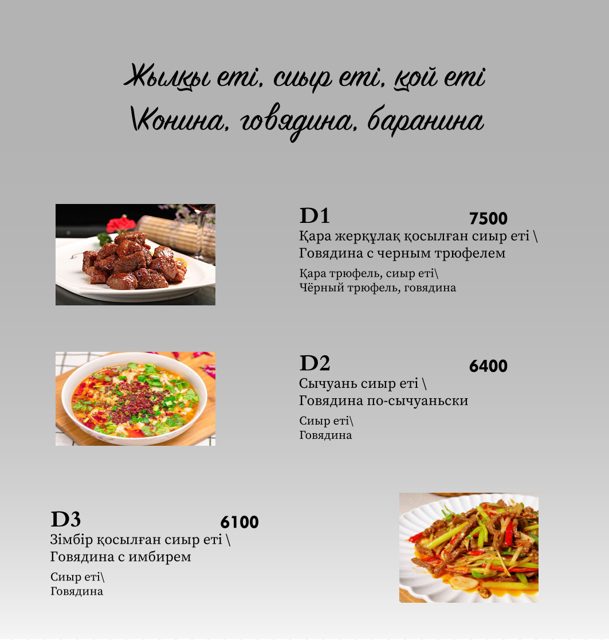 Жылқы еті, сиыр еті, қой еті
\Конина, говядина, баранина
D1 7500
Қара жерқұлақ қосылған сиыр еті \
Говядина с черным трюфелем
Қара трюфель, сиыр еті\
Чёрный трюфель, говядина
D2 6400
Сычуань сиыр еті \
Говядина по-сычуаньски
Сиыр еті\
Говядина
D3 6100
Зімбір қосылған сиыр еті \
Говядина с имбирем
Сиыр еті\
Говядина